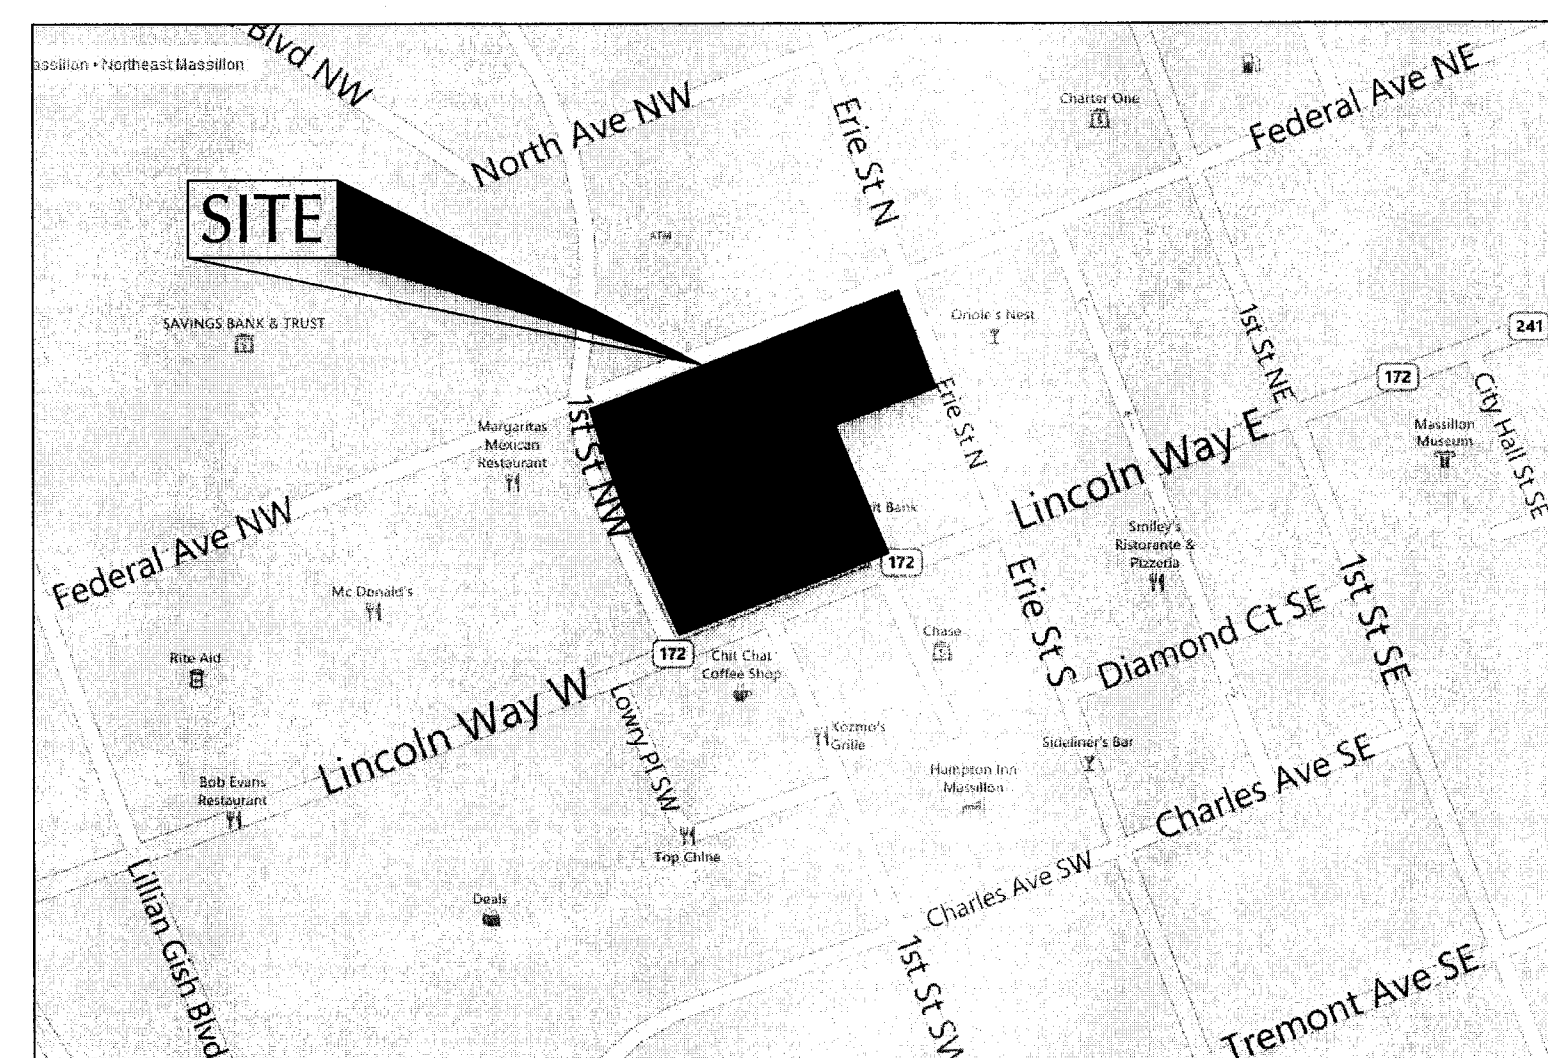 Blvd NW
assillon • Northeast Massillon
North Ave NW
Erie St N
Charter One
Federal Ave NE
SITE
ATM
SAVINGS BANK & TRUST
Oriole's Nest
1st St NE
241
172
City Hall St SE
Massillon
Museum
Margaritas
Mexican
Restaurant
1st St NW
Erie St N
Lincoln Way E
it Bank
172
Smiley's
Ristorante &
Pizzeria
Federal Ave NW
Mc Donald's
Erie St S
Diamond Ct SE
1st St SE
Chase
Rite Aid
172
Chit Chat
Coffee Shop
Lincoln Way W
Lowry Pl SW
Kozmo's
Grille
Sideliner's Bar
Hampton Inn
Massillon
Charles Ave SE
Bob Evans
Restaurant
Top Chine
Charles Ave SW
Lillian Gish Blvd
Deals
1st St SW
Tremont Ave SE